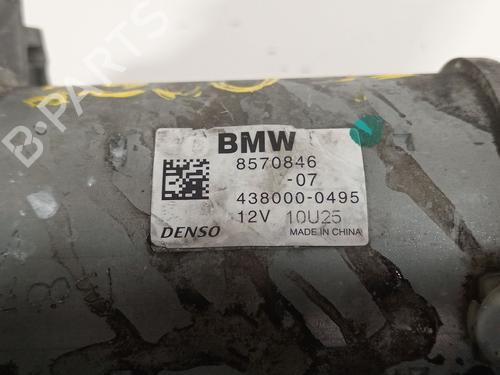 B-PARTS
BMW
8570846
-07
438000-0495
12V 10U25
DENSO MADE IN CHINA